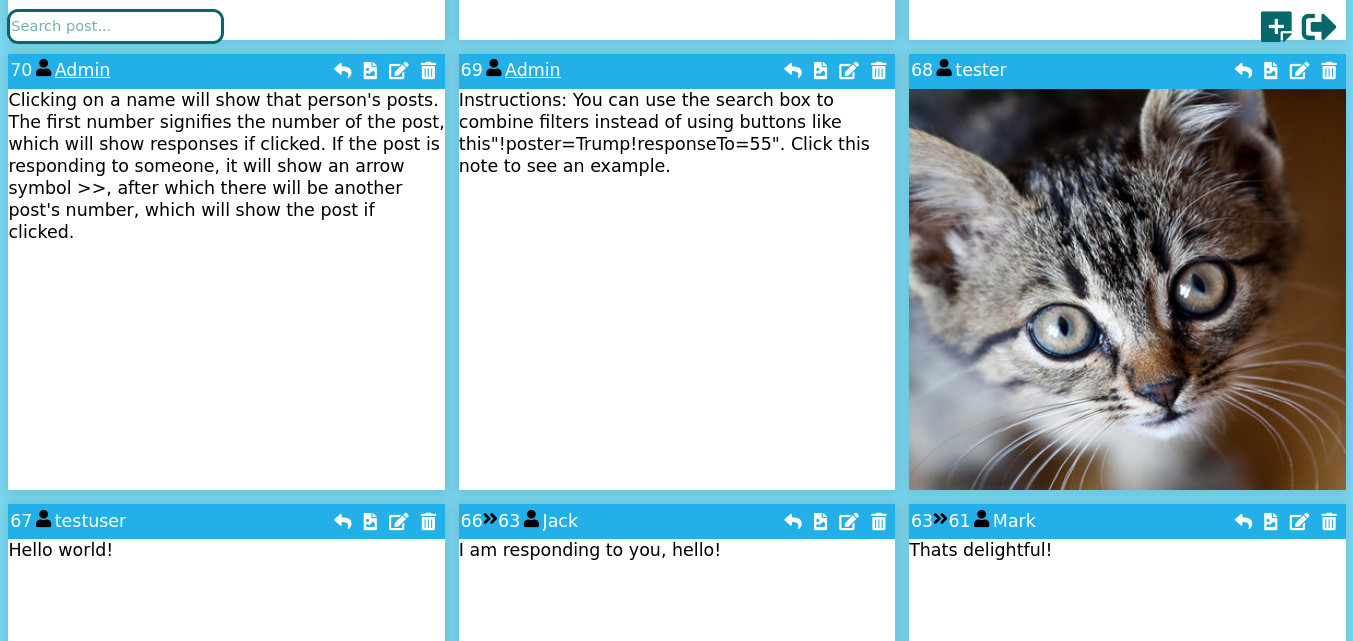 Search post...
70 Admin
Clicking on a name will show that person's posts.
The first number signifies the number of the post,
which will show responses if clicked. If the post is
responding to someone, it will show an arrow
symbol >>, after which there will be another
post's number, which will show the post if
clicked.
69 Admin
Instructions: You can use the search box to
combine filters instead of using buttons like
this"!poster=Trump!responseTo=55". Click this
note to see an example.
68 tester
67 testuser
Hello world!
66 63 Jack
I am responding to you, hello!
63 61 Mark
Thats delightful!